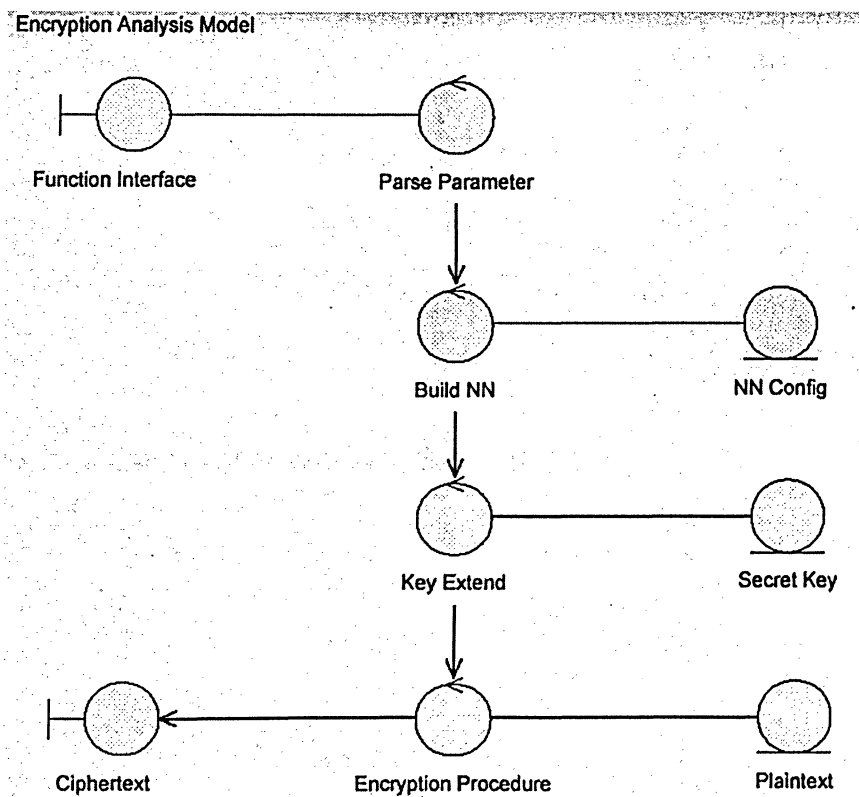 Encryption Analysis Model
Function Interface
Parse Parameter
Build NN
NN Config
Key Extend
Secret Key
Ciphertext
Encryption Procedure
Plaintext